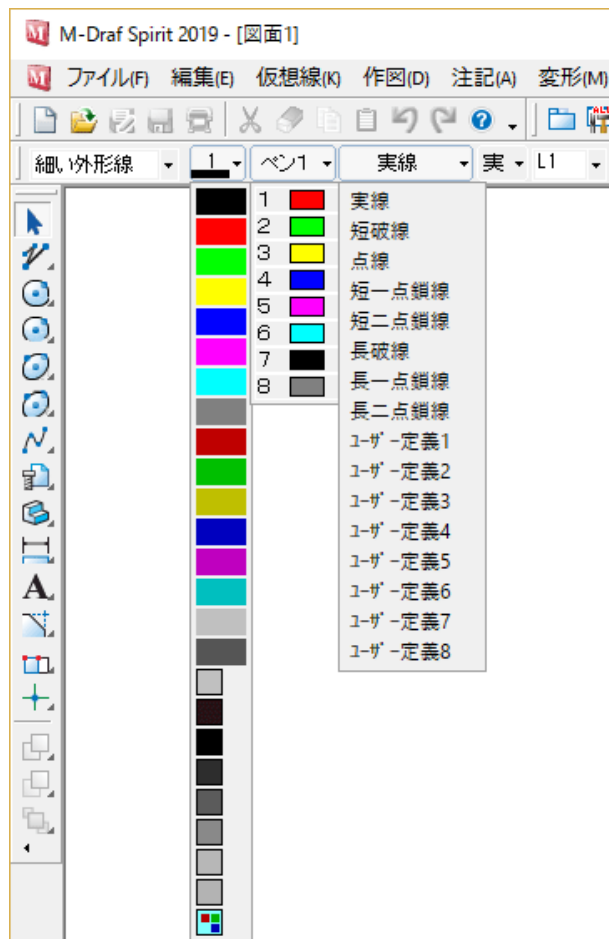 M-Draf Spirit 2019 - [図面1]
ファイル(F) 編集(E) 仮想線(K) 作図(D) 注記(A) 変形(M)
細い外形線 1 ペン1 実線 実 L1
1
2
3
4
5
6
7
8
実線
短破線
点線
短一点鎖線
短二点鎖線
長破線
長一点鎖線
長二点鎖線
ユーザー定義1
ユーザー定義2
ユーザー定義3
ユーザー定義4
ユーザー定義5
ユーザー定義6
ユーザー定義7
ユーザー定義8
A